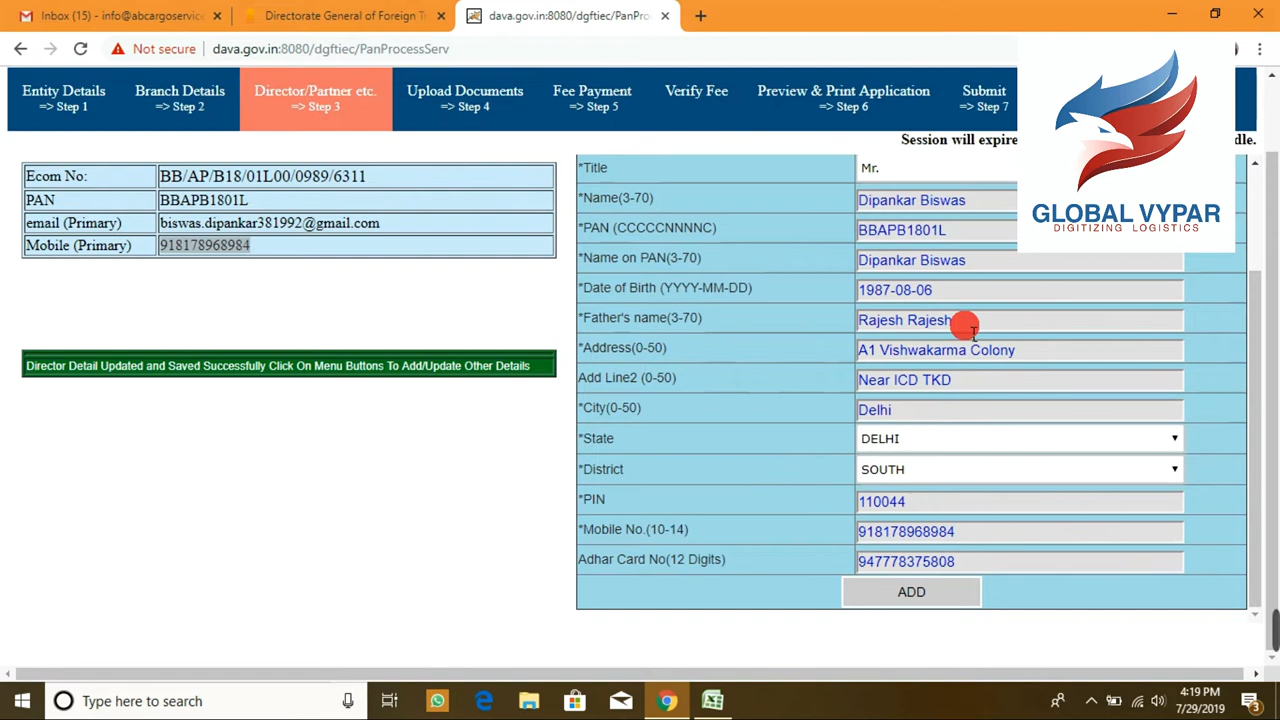 Inbox (15) - info@abcargoservice
Directorate General of Foreign T
dava.gov.in:8080/dgftiec/PanPro
Not secure
dava.gov.in:8080/dgftiec/PanProcessServ
Entity Details
=> Step 1
Branch Details
=> Step 2
Director/Partner etc.
=> Step 3
Upload Documents
=> Step 4
Fee Payment
=> Step 5
Verify Fee
Preview & Print Application
=> Step 6
Submit
=> Step 7
Session will expire
dle.
GLOBAL VYPAR
DIGITIZING LOGISTICS
Ecom No: BB/AP/B18/01L00/0989/6311
PAN BBAPB1801L
email (Primary) biswas.dipankar381992@gmail.com
Mobile (Primary) 918178968984
Director Detail Updated and Saved Successfully Click On Menu Buttons To Add/Update Other Details
*Title Mr.
*Name(3-70) Dipankar Biswas
*PAN (CCCCCNNNNC) BBAPB1801L
*Name on PAN(3-70) Dipankar Biswas
*Date of Birth (YYYY-MM-DD) 1987-08-06
*Father's name(3-70) Rajesh Rajesh
*Address(0-50) A1 Vishwakarma Colony
Add Line2 (0-50) Near ICD TKD
*City(0-50) Delhi
*State DELHI
*District SOUTH
*PIN 110044
*Mobile No.(10-14) 918178968984
Adhar Card No(12 Digits) 947778375808
ADD
Type here to search
4:19 PM
7/29/2019
3